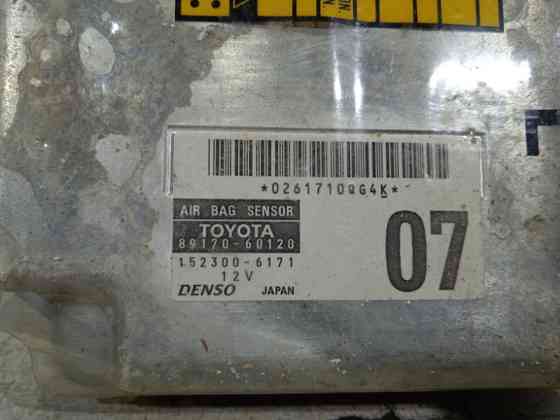 *0261710QG4K*
AIR BAG SENSOR
TOYOTA
89170-60120
152300-6171
12V
DENSO JAPAN
07